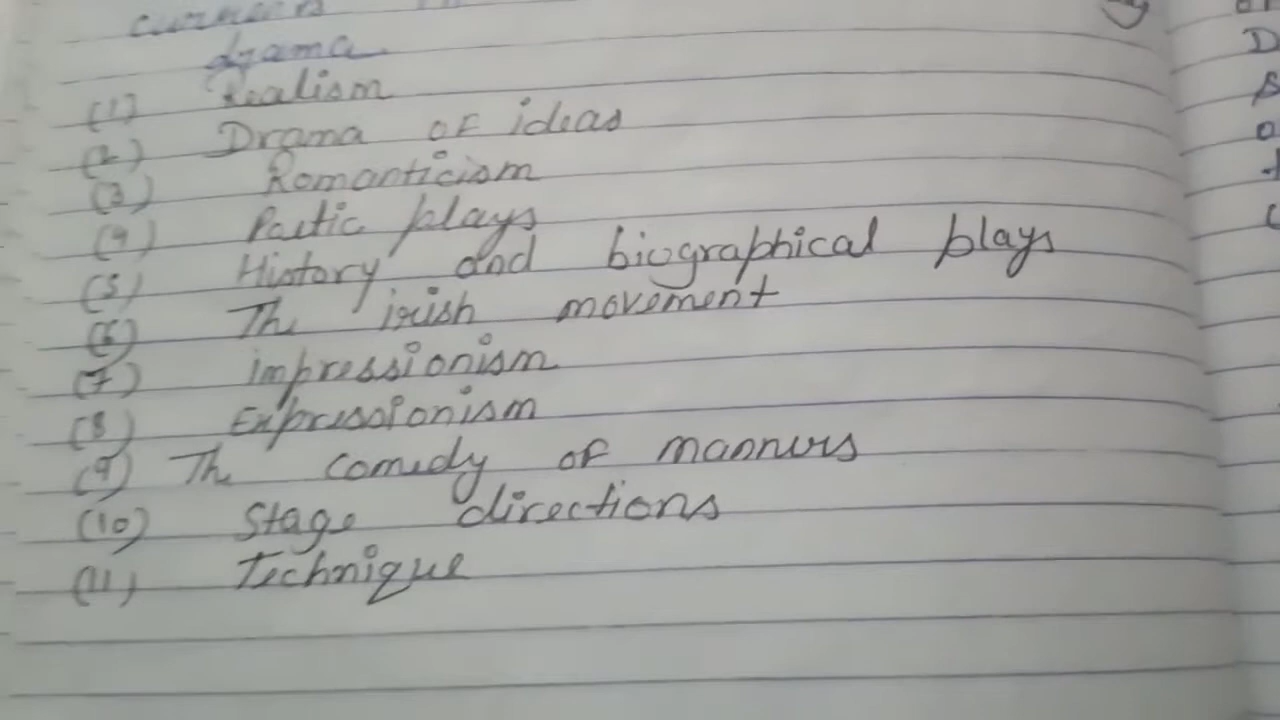 drama
(1) Realism
(2) Drama of ideas
(3) Romanticism
(4) Poetic plays
(5) History and biographical plays
(6) The irish movement
(7) impressionism
(8) Expressionism
(9) The comedy of manners
(10) Stage directions
(11) Technique